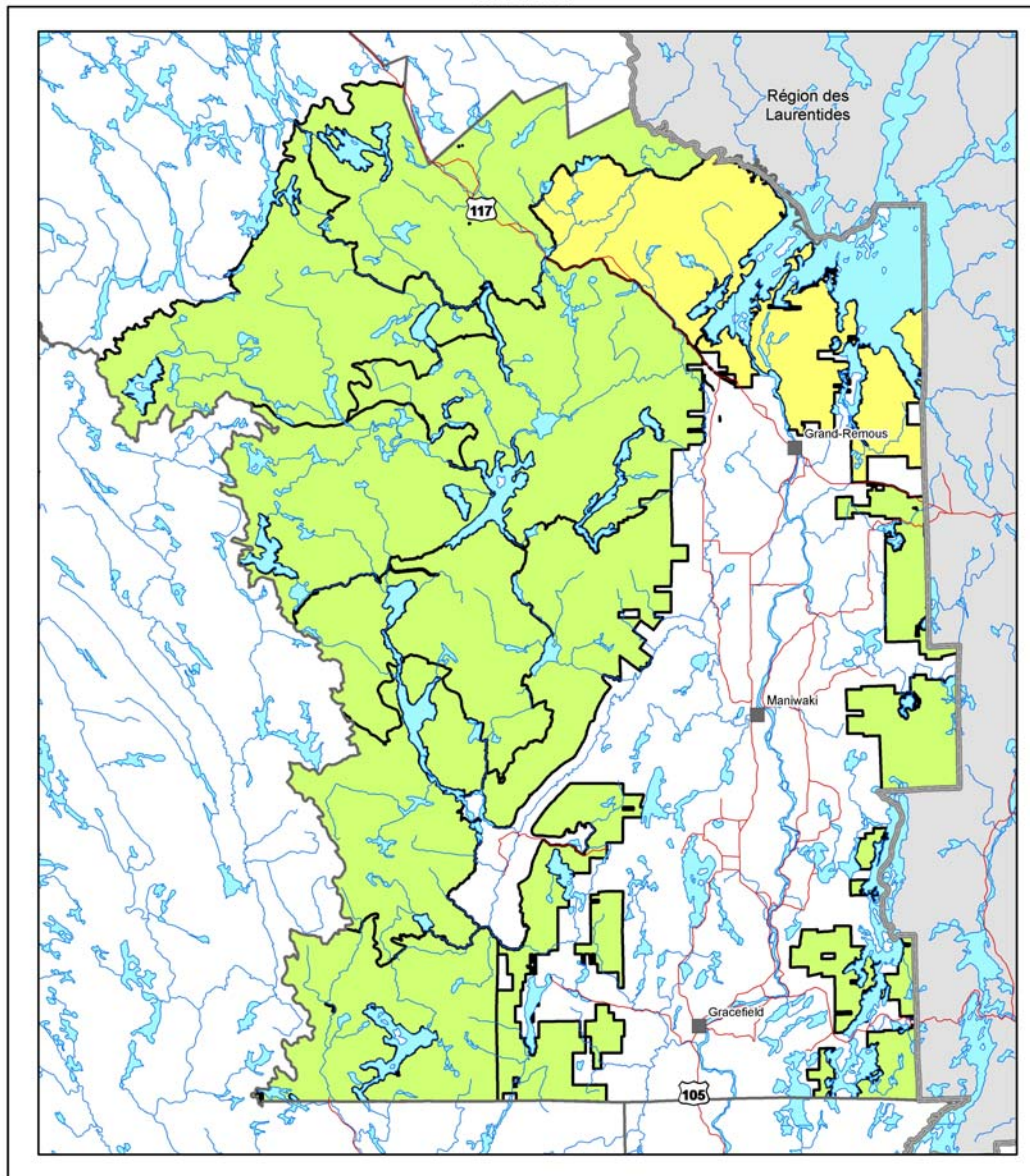 Région des
Laurentides
117
Grand-Remous
Maniwaki
Gracefield
105